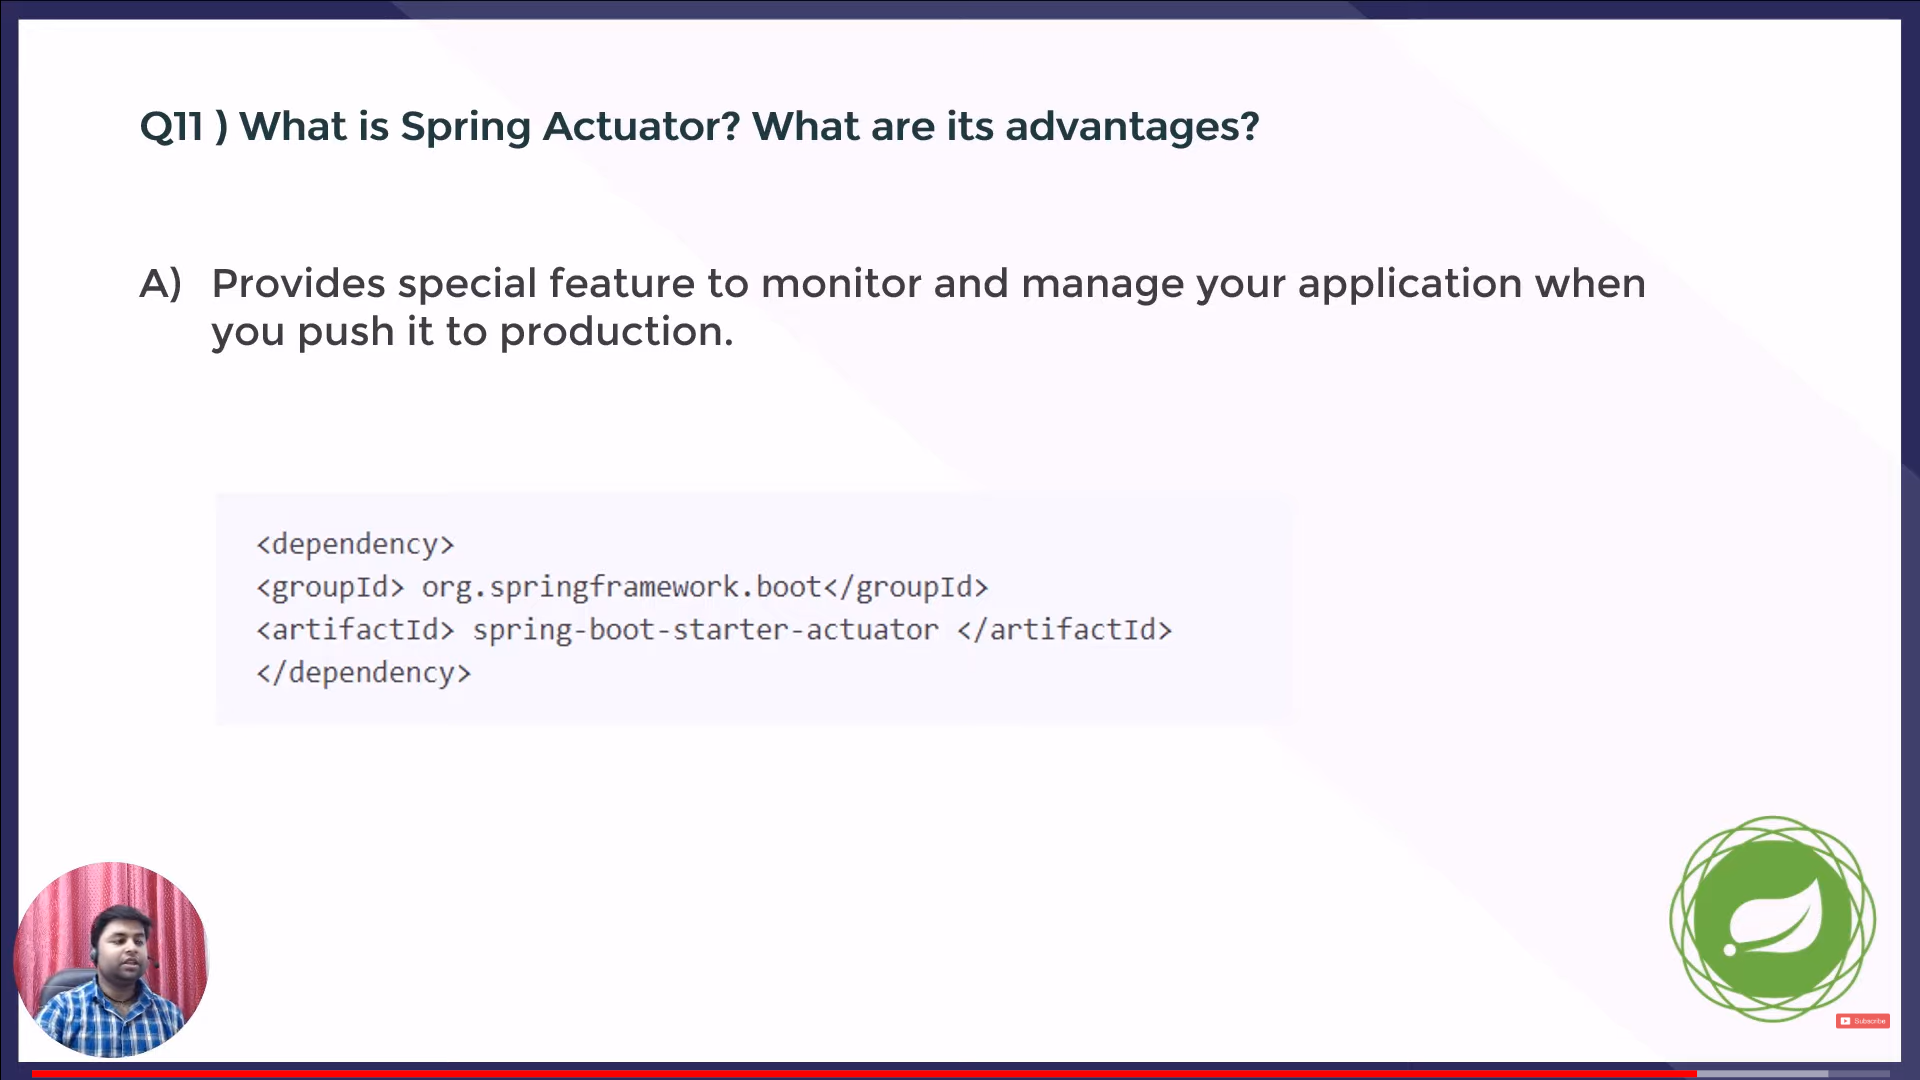 Q11 ) What is Spring Actuator? What are its advantages?
A) Provides special feature to monitor and manage your application when
you push it to production.
<dependency>
<groupId> org.springframework.boot</groupId>
<artifactId> spring-boot-starter-actuator </artifactId>
</dependency>
Subscribe